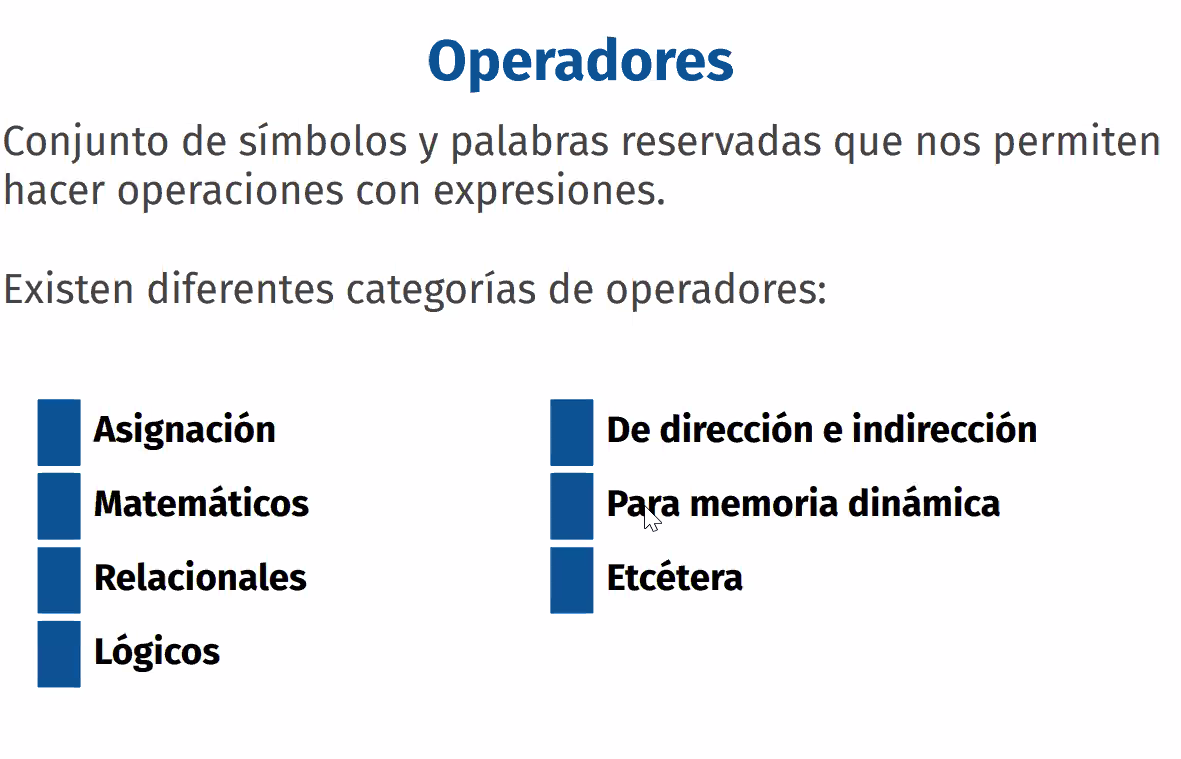 Operadores
Conjunto de símbolos y palabras reservadas que nos permiten
hacer operaciones con expresiones.
Existen diferentes categorías de operadores:
Asignación
Matemáticos
Relacionales
Lógicos
De dirección e indirección
Para memoria dinámica
Etcétera